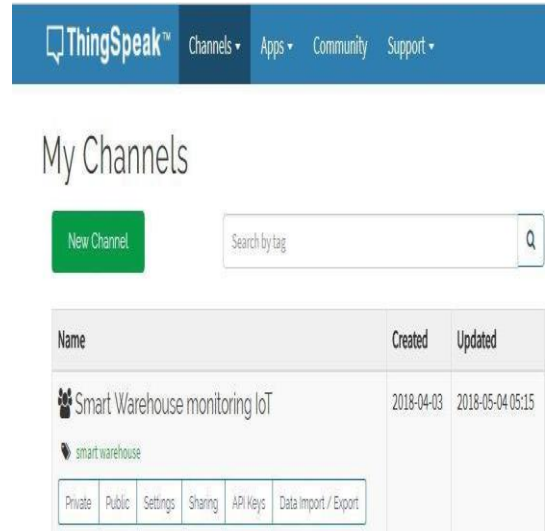 ThingSpeak™ Channels Apps Community Support
My Channels
New Channel Search by tag
Name Created Updated
Smart Warehouse monitoring IoT 2018-04-03 2018-05-04 05:15
smart warehouse
Private Public Settings Sharing API Keys Data Import / Export